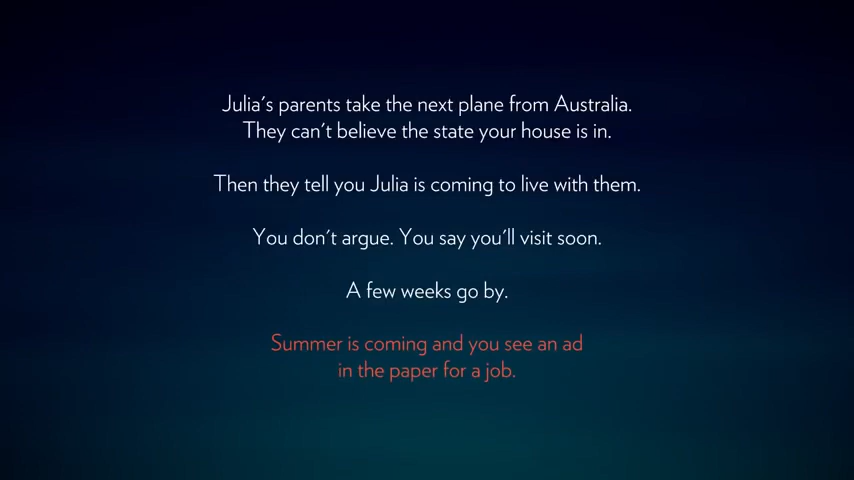 Julia's parents take the next plane from Australia.
They can't believe the state your house is in.
Then they tell you Julia is coming to live with them.
You don't argue. You say you'll visit soon.
A few weeks go by.
Summer is coming and you see an ad
in the paper for a job.